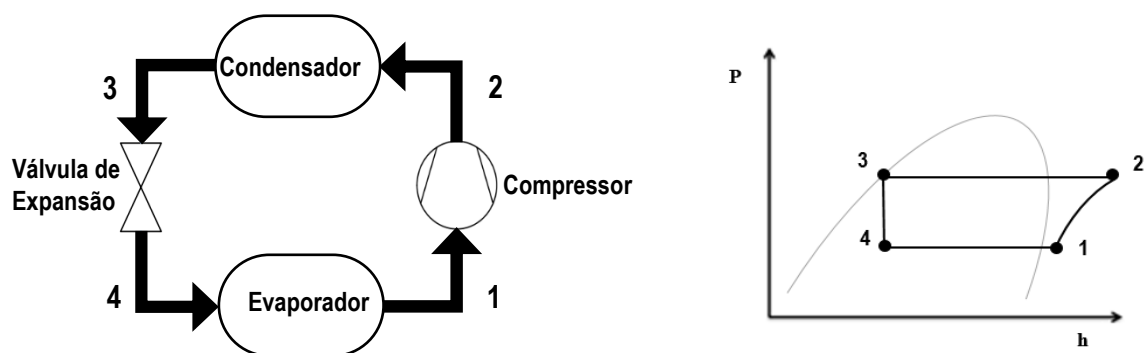 Condensador
3
2
Válvula de
Expansão
Compressor
4
Evaporador
1
P
3
2
4
1
h